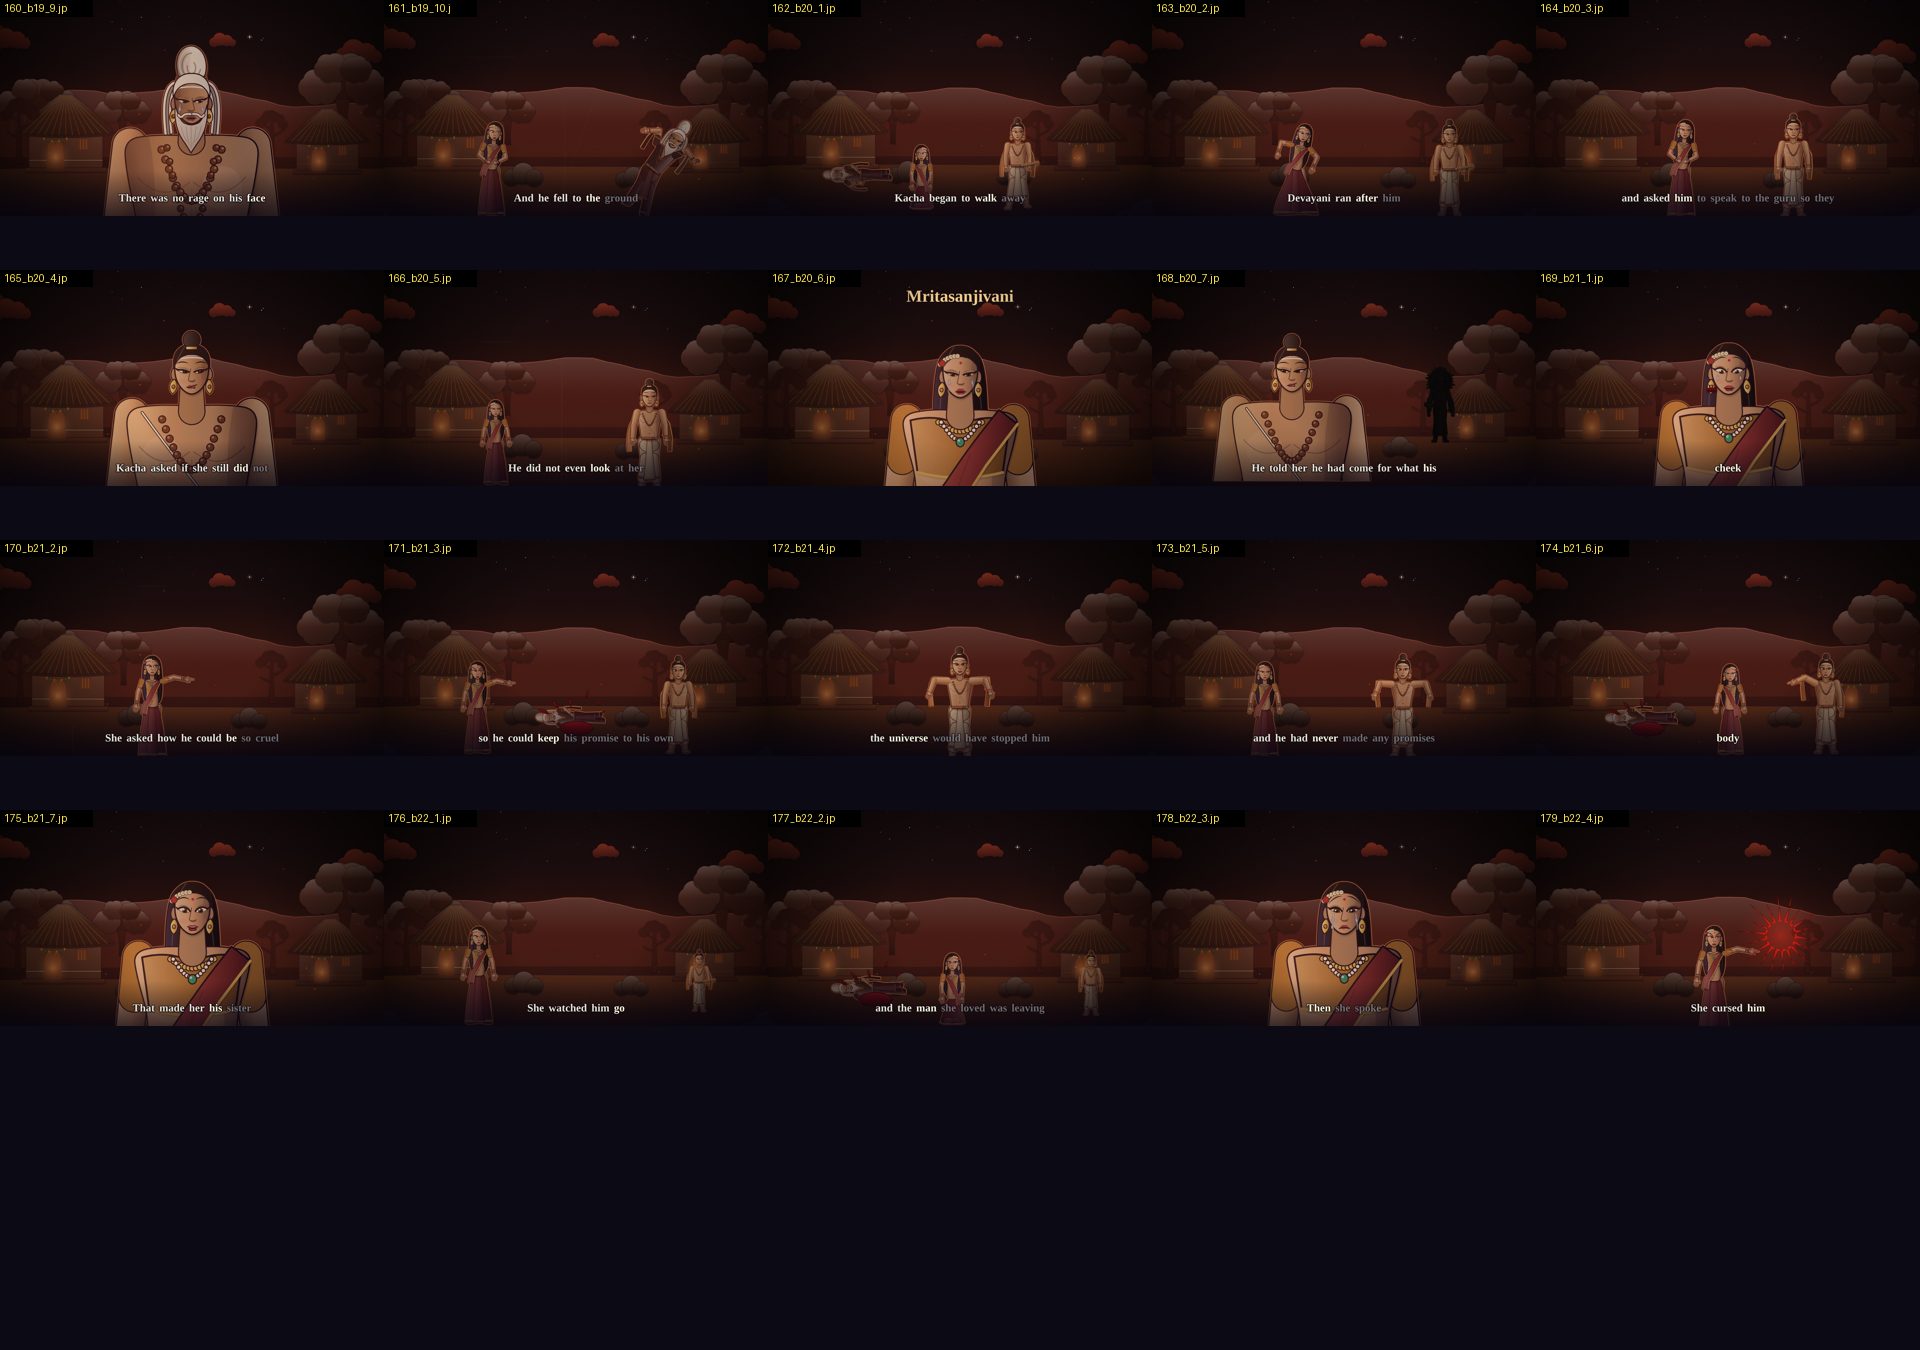 160_b19_9.jp
There was no rage on his face
161_b19_10.j
And he fell to the ground
162_b20_1.jp
Kacha began to walk away
163_b20_2.jp
Devayani ran after him
164_b20_3.jp
and asked him to speak to the guru so they
165_b20_4.jp
Kacha asked if she still did not
166_b20_5.jp
He did not even look at her
167_b20_6.jp
Mritasanjivani
168_b20_7.jp
He told her he had come for what his
169_b21_1.jp
cheek
170_b21_2.jp
She asked how he could be so cruel
171_b21_3.jp
so he could keep his promise to his own
172_b21_4.jp
the universe would have stopped him
173_b21_5.jp
and he had never made any promises
174_b21_6.jp
body
175_b21_7.jp
That made her his sister
176_b22_1.jp
She watched him go
177_b22_2.jp
and the man she loved was leaving
178_b22_3.jp
Then she spoke
179_b22_4.jp
She cursed him